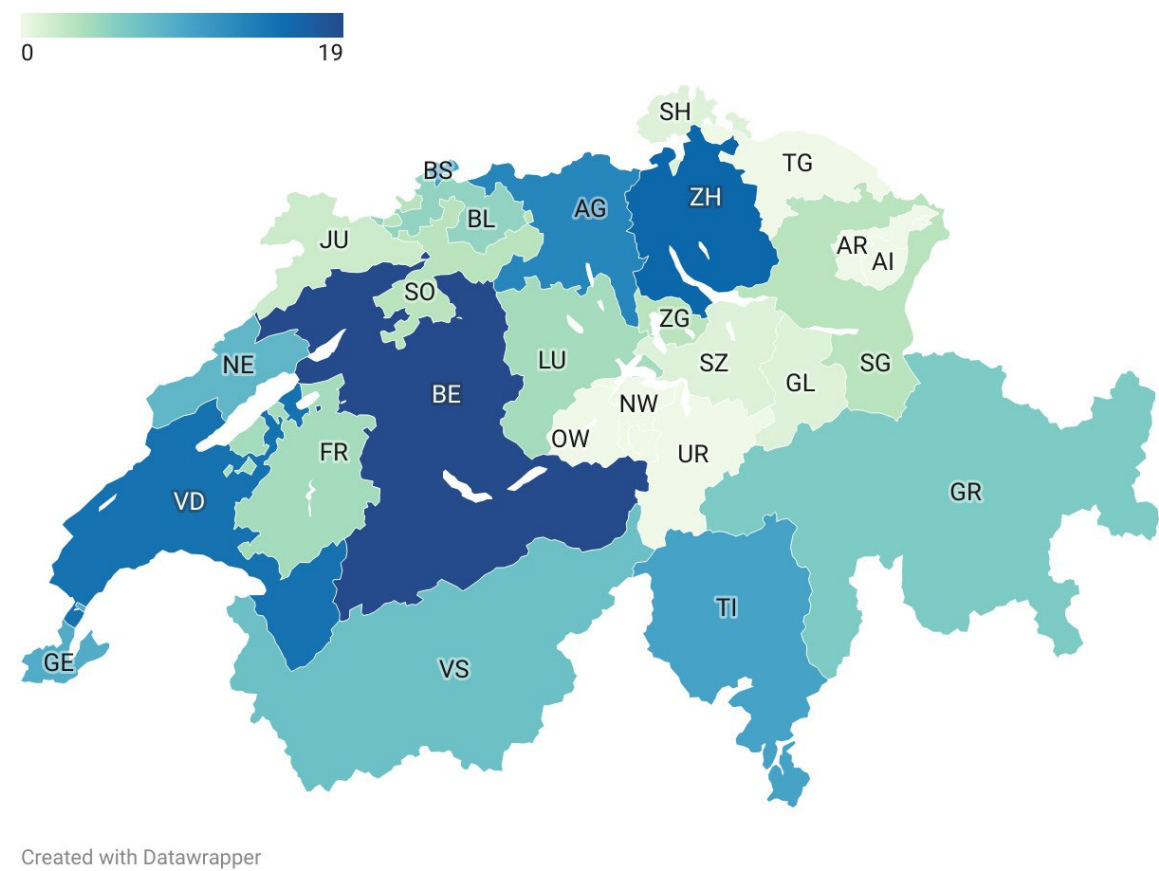 0 19
SH
BS
TG
AG
ZH
BL
JU
AR
AI
SO
ZG
NE
LU
SZ
SG
GL
BE
NW
OW
FR
UR
VD
GR
TI
GE
VS
Created with Datawrapper